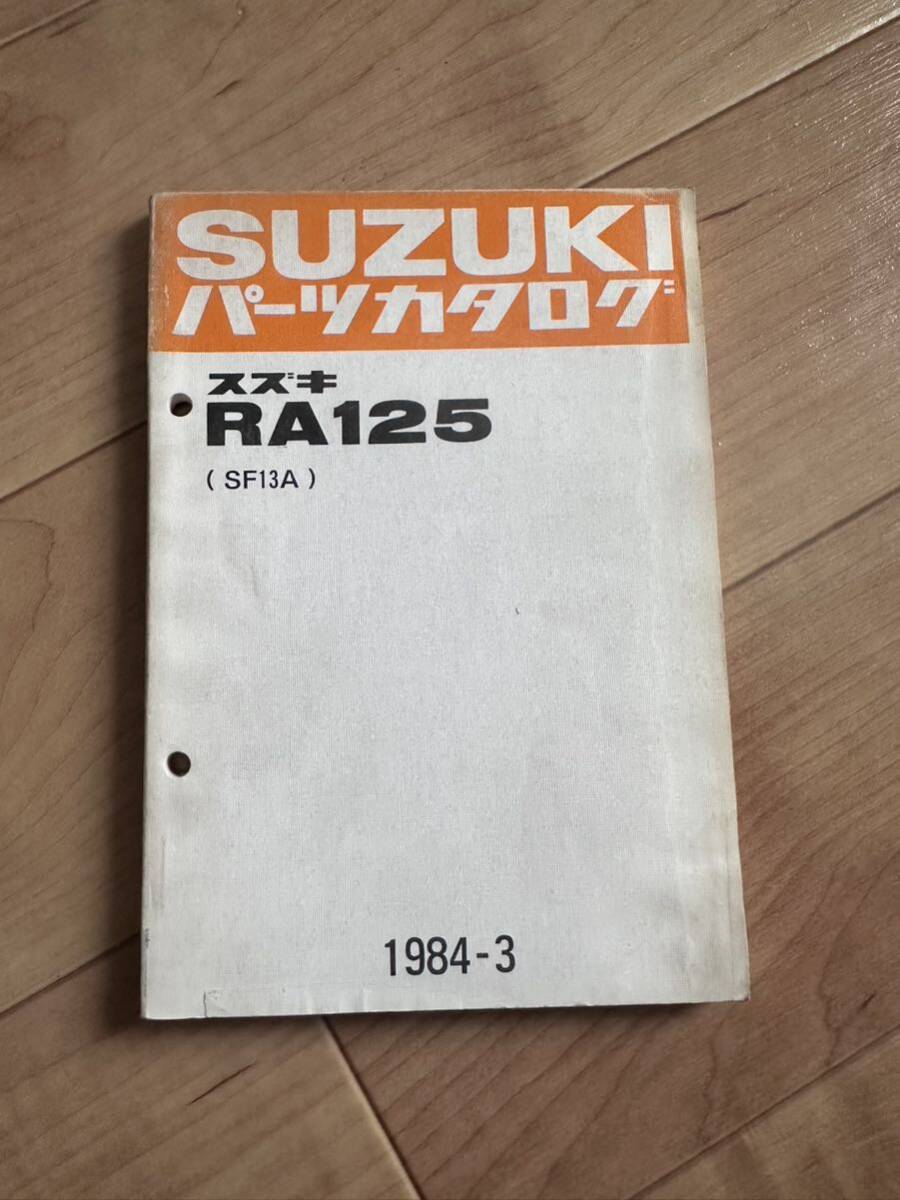 SUZUKI
パーツカタログ
スズキ
RA125
( SF13A )
1984-3